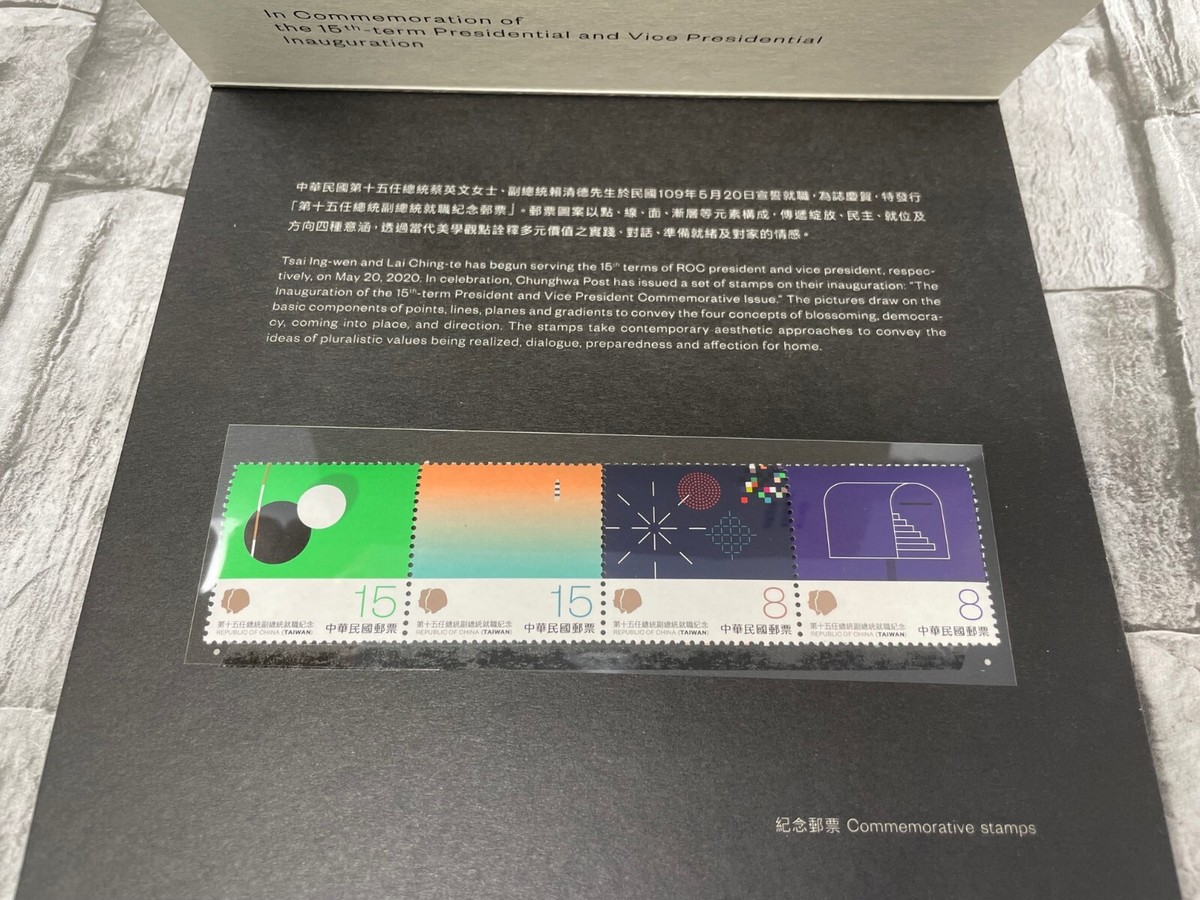 In Commemoration of
the 15th-term Presidential and Vice Presidential
Inauguration
中華民國第十五任總統蔡英文女士、副總統賴清德先生於民國109年5月20日宣誓就職，為誌慶賀，特發行
「第十五任總統副總統就職紀念郵票」。郵票圖案以點、線、面、漸層等元素構成，傳遞綻放、民主、就位及
方向四種意涵，透過當代美學觀點詮釋多元價值之實踐、對話、準備就緒及對家的情感。
Tsai Ing-wen and Lai Ching-te has begun serving the 15th terms of ROC president and vice president, respec-
tively, on May 20, 2020. In celebration, Chunghwa Post has issued a set of stamps on their inauguration: “The
Inauguration of the 15th-term President and Vice President Commemorative Issue.” The pictures draw on the
basic components of points, lines, planes and gradients to convey the four concepts of blossoming, democra-
cy, coming into place, and direction. The stamps take contemporary aesthetic approaches to convey the
ideas of pluralistic values being realized, dialogue, preparedness and affection for home.
15
第十五任總統副總統就職紀念
REPUBLIC OF CHINA (TAIWAN)
中華民國郵票
15
第十五任總統副總統就職紀念
REPUBLIC OF CHINA (TAIWAN)
中華民國郵票
8
第十五任總統副總統就職紀念
REPUBLIC OF CHINA (TAIWAN)
中華民國郵票
8
第十五任總統副總統就職紀念
REPUBLIC OF CHINA (TAIWAN)
中華民國郵票
紀念郵票 Commemorative stamps